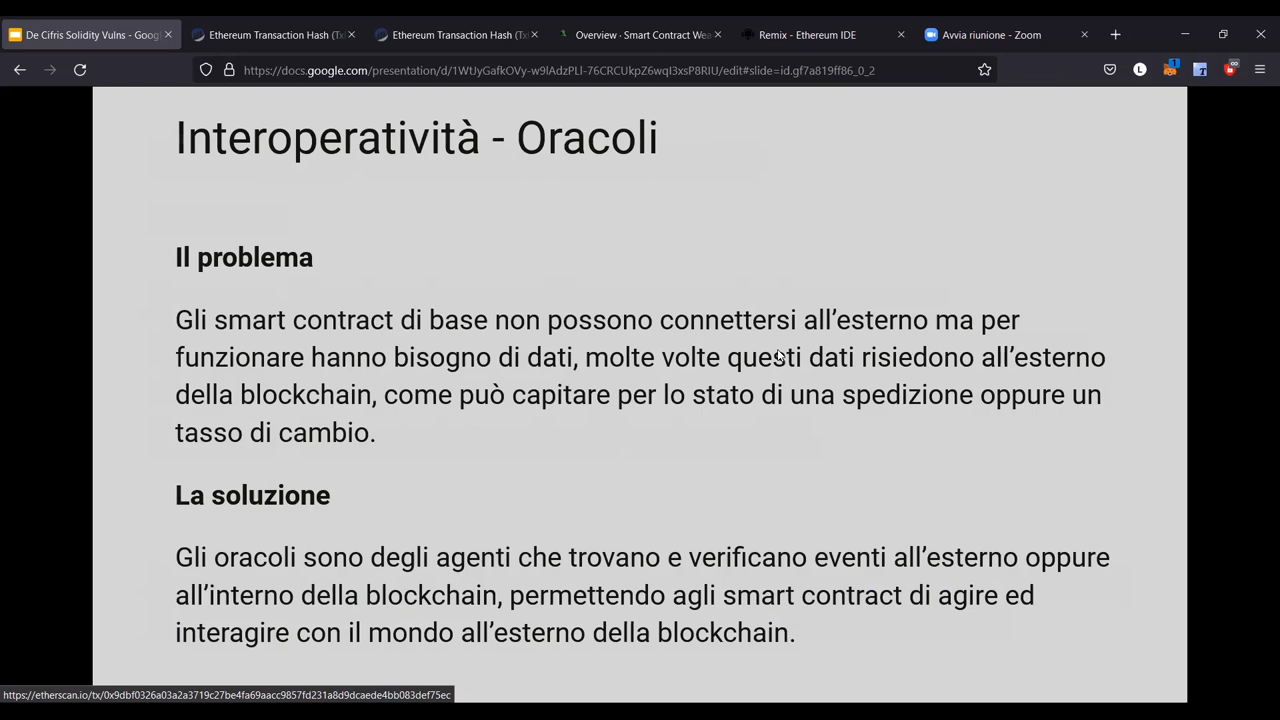 De Cifris Solidity Vulns - Goog
Ethereum Transaction Hash (Tx
Ethereum Transaction Hash (Tx
Overview · Smart Contract Wea
Remix - Ethereum IDE
Avvia riunione - Zoom
https://docs.google.com/presentation/d/1WtJyGafkOVy-w9lAdzPLl-76CRCUkpZ6wqI3xsP8RIU/edit#slide=id.gf7a819ff86_0_2
Interoperatività - Oracoli
Il problema
Gli smart contract di base non possono connettersi all’esterno ma per
funzionare hanno bisogno di dati, molte volte questi dati risiedono all’esterno
della blockchain, come può capitare per lo stato di una spedizione oppure un
tasso di cambio.
La soluzione
Gli oracoli sono degli agenti che trovano e verificano eventi all’esterno oppure
all’interno della blockchain, permettendo agli smart contract di agire ed
interagire con il mondo all’esterno della blockchain.
https://etherscan.io/tx/0x9dbf0326a03a2a3719c27be4fa69aacc9857fd231a8d9dcaede4bb083def75ec